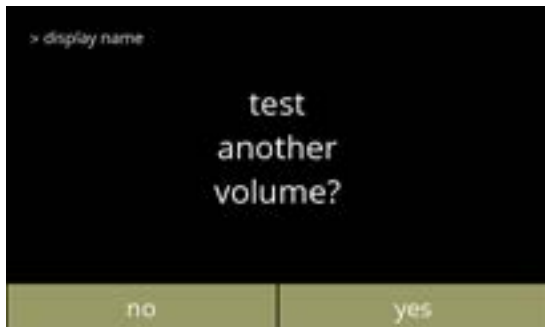 > display name
test
another
volume?
no
yes